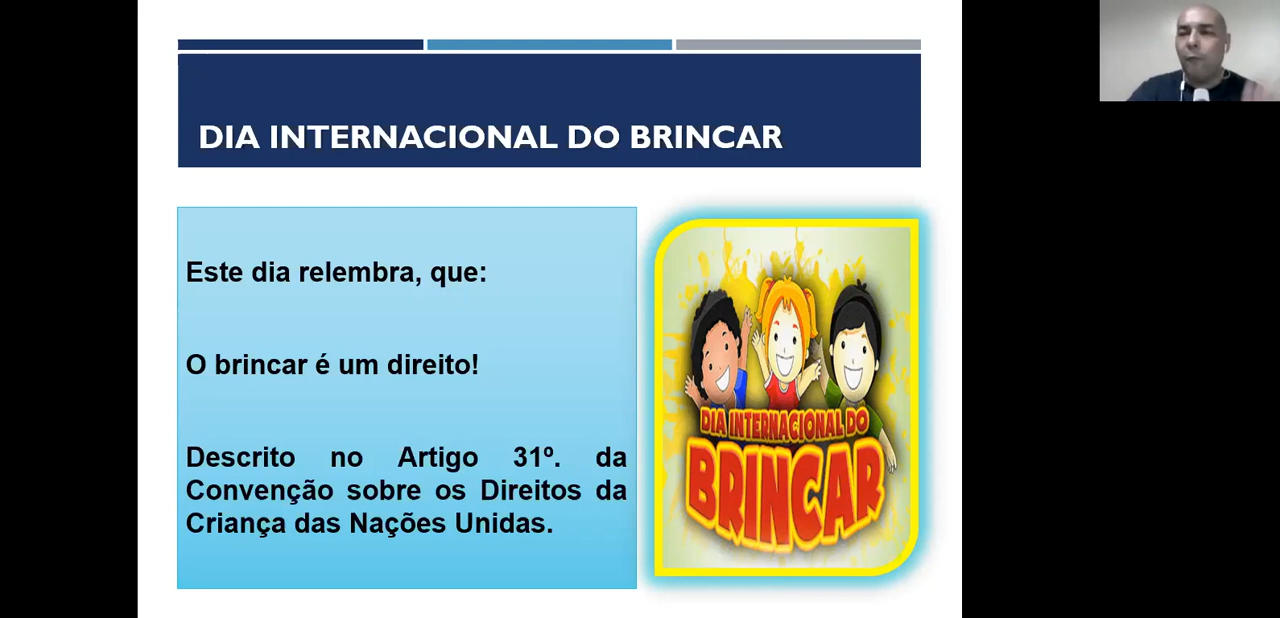 DIA INTERNACIONAL DO BRINCAR
Este dia relembra, que:
O brincar é um direito!
Descrito no Artigo 31º. da
Convenção sobre os Direitos da
Criança das Nações Unidas.
DIA INTERNACIONAL DO
BRINCAR